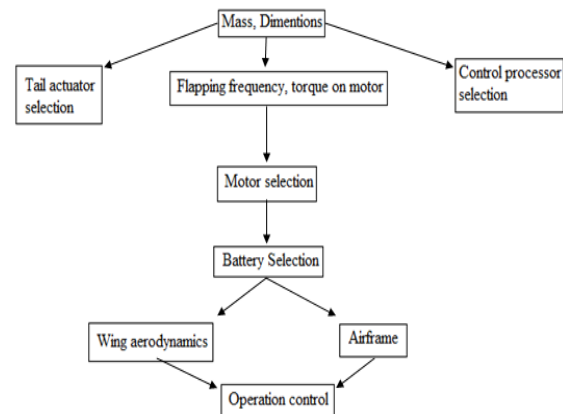 Mass, Dimentions
Tail actuator
selection
Flapping frequency, torque on motor
Control processor
selection
Motor selection
Battery Selection
Wing aerodynamics
Airframe
Operation control